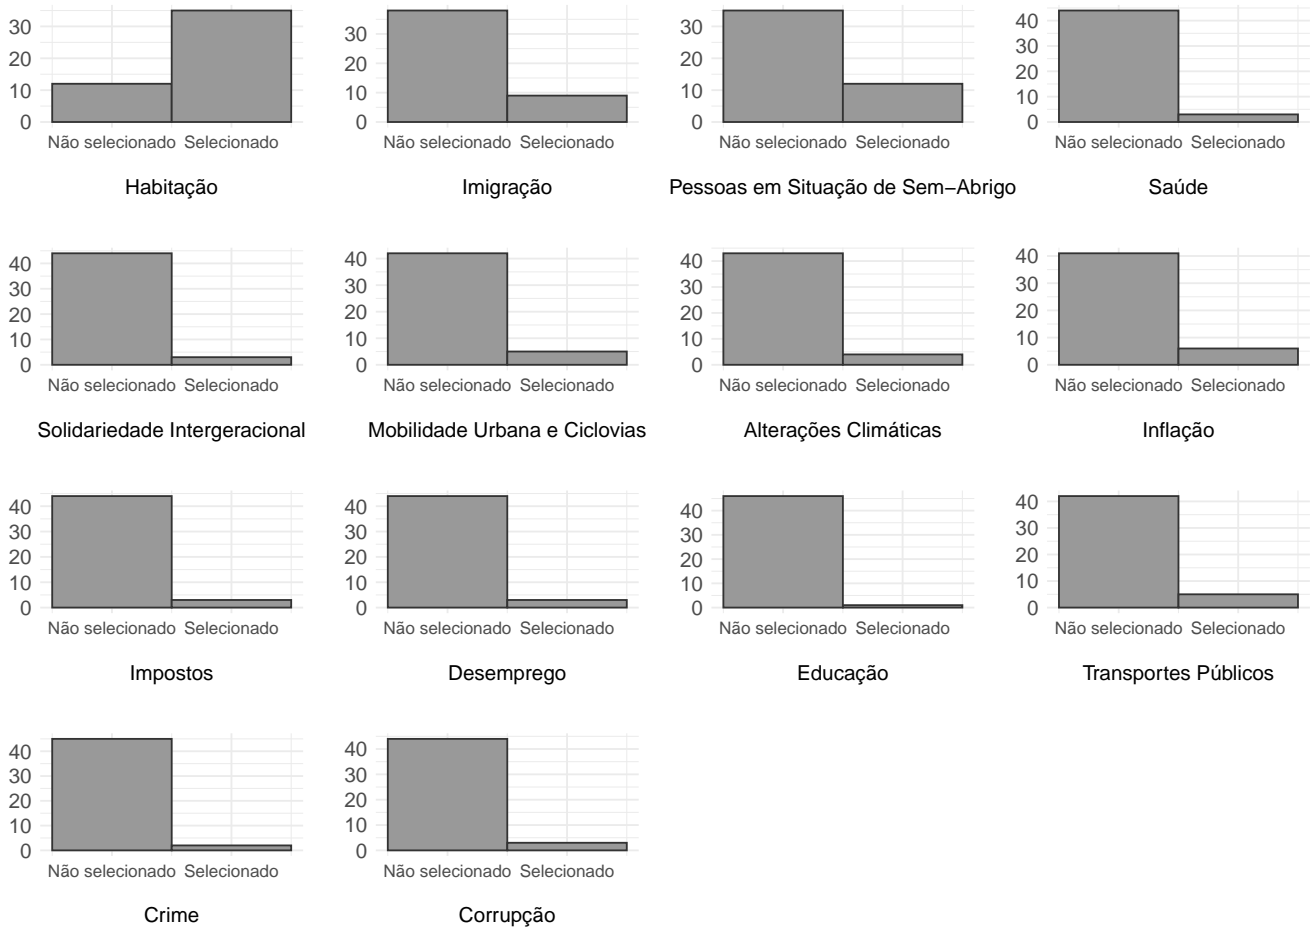 30
20
10
0
Não selecionado Selecionado
Habitação
30
20
10
0
Não selecionado Selecionado
Imigração
30
20
10
0
Não selecionado Selecionado
Pessoas em Situação de Sem−Abrigo
40
30
20
10
0
Não selecionado Selecionado
Saúde
40
30
20
10
0
Não selecionado Selecionado
Solidariedade Intergeracional
40
30
20
10
0
Não selecionado Selecionado
Mobilidade Urbana e Ciclovias
40
30
20
10
0
Não selecionado Selecionado
Alterações Climáticas
40
30
20
10
0
Não selecionado Selecionado
Inflação
40
30
20
10
0
Não selecionado Selecionado
Impostos
40
30
20
10
0
Não selecionado Selecionado
Desemprego
40
30
20
10
0
Não selecionado Selecionado
Educação
40
30
20
10
0
Não selecionado Selecionado
Transportes Públicos
40
30
20
10
0
Não selecionado Selecionado
Crime
40
30
20
10
0
Não selecionado Selecionado
Corrupção